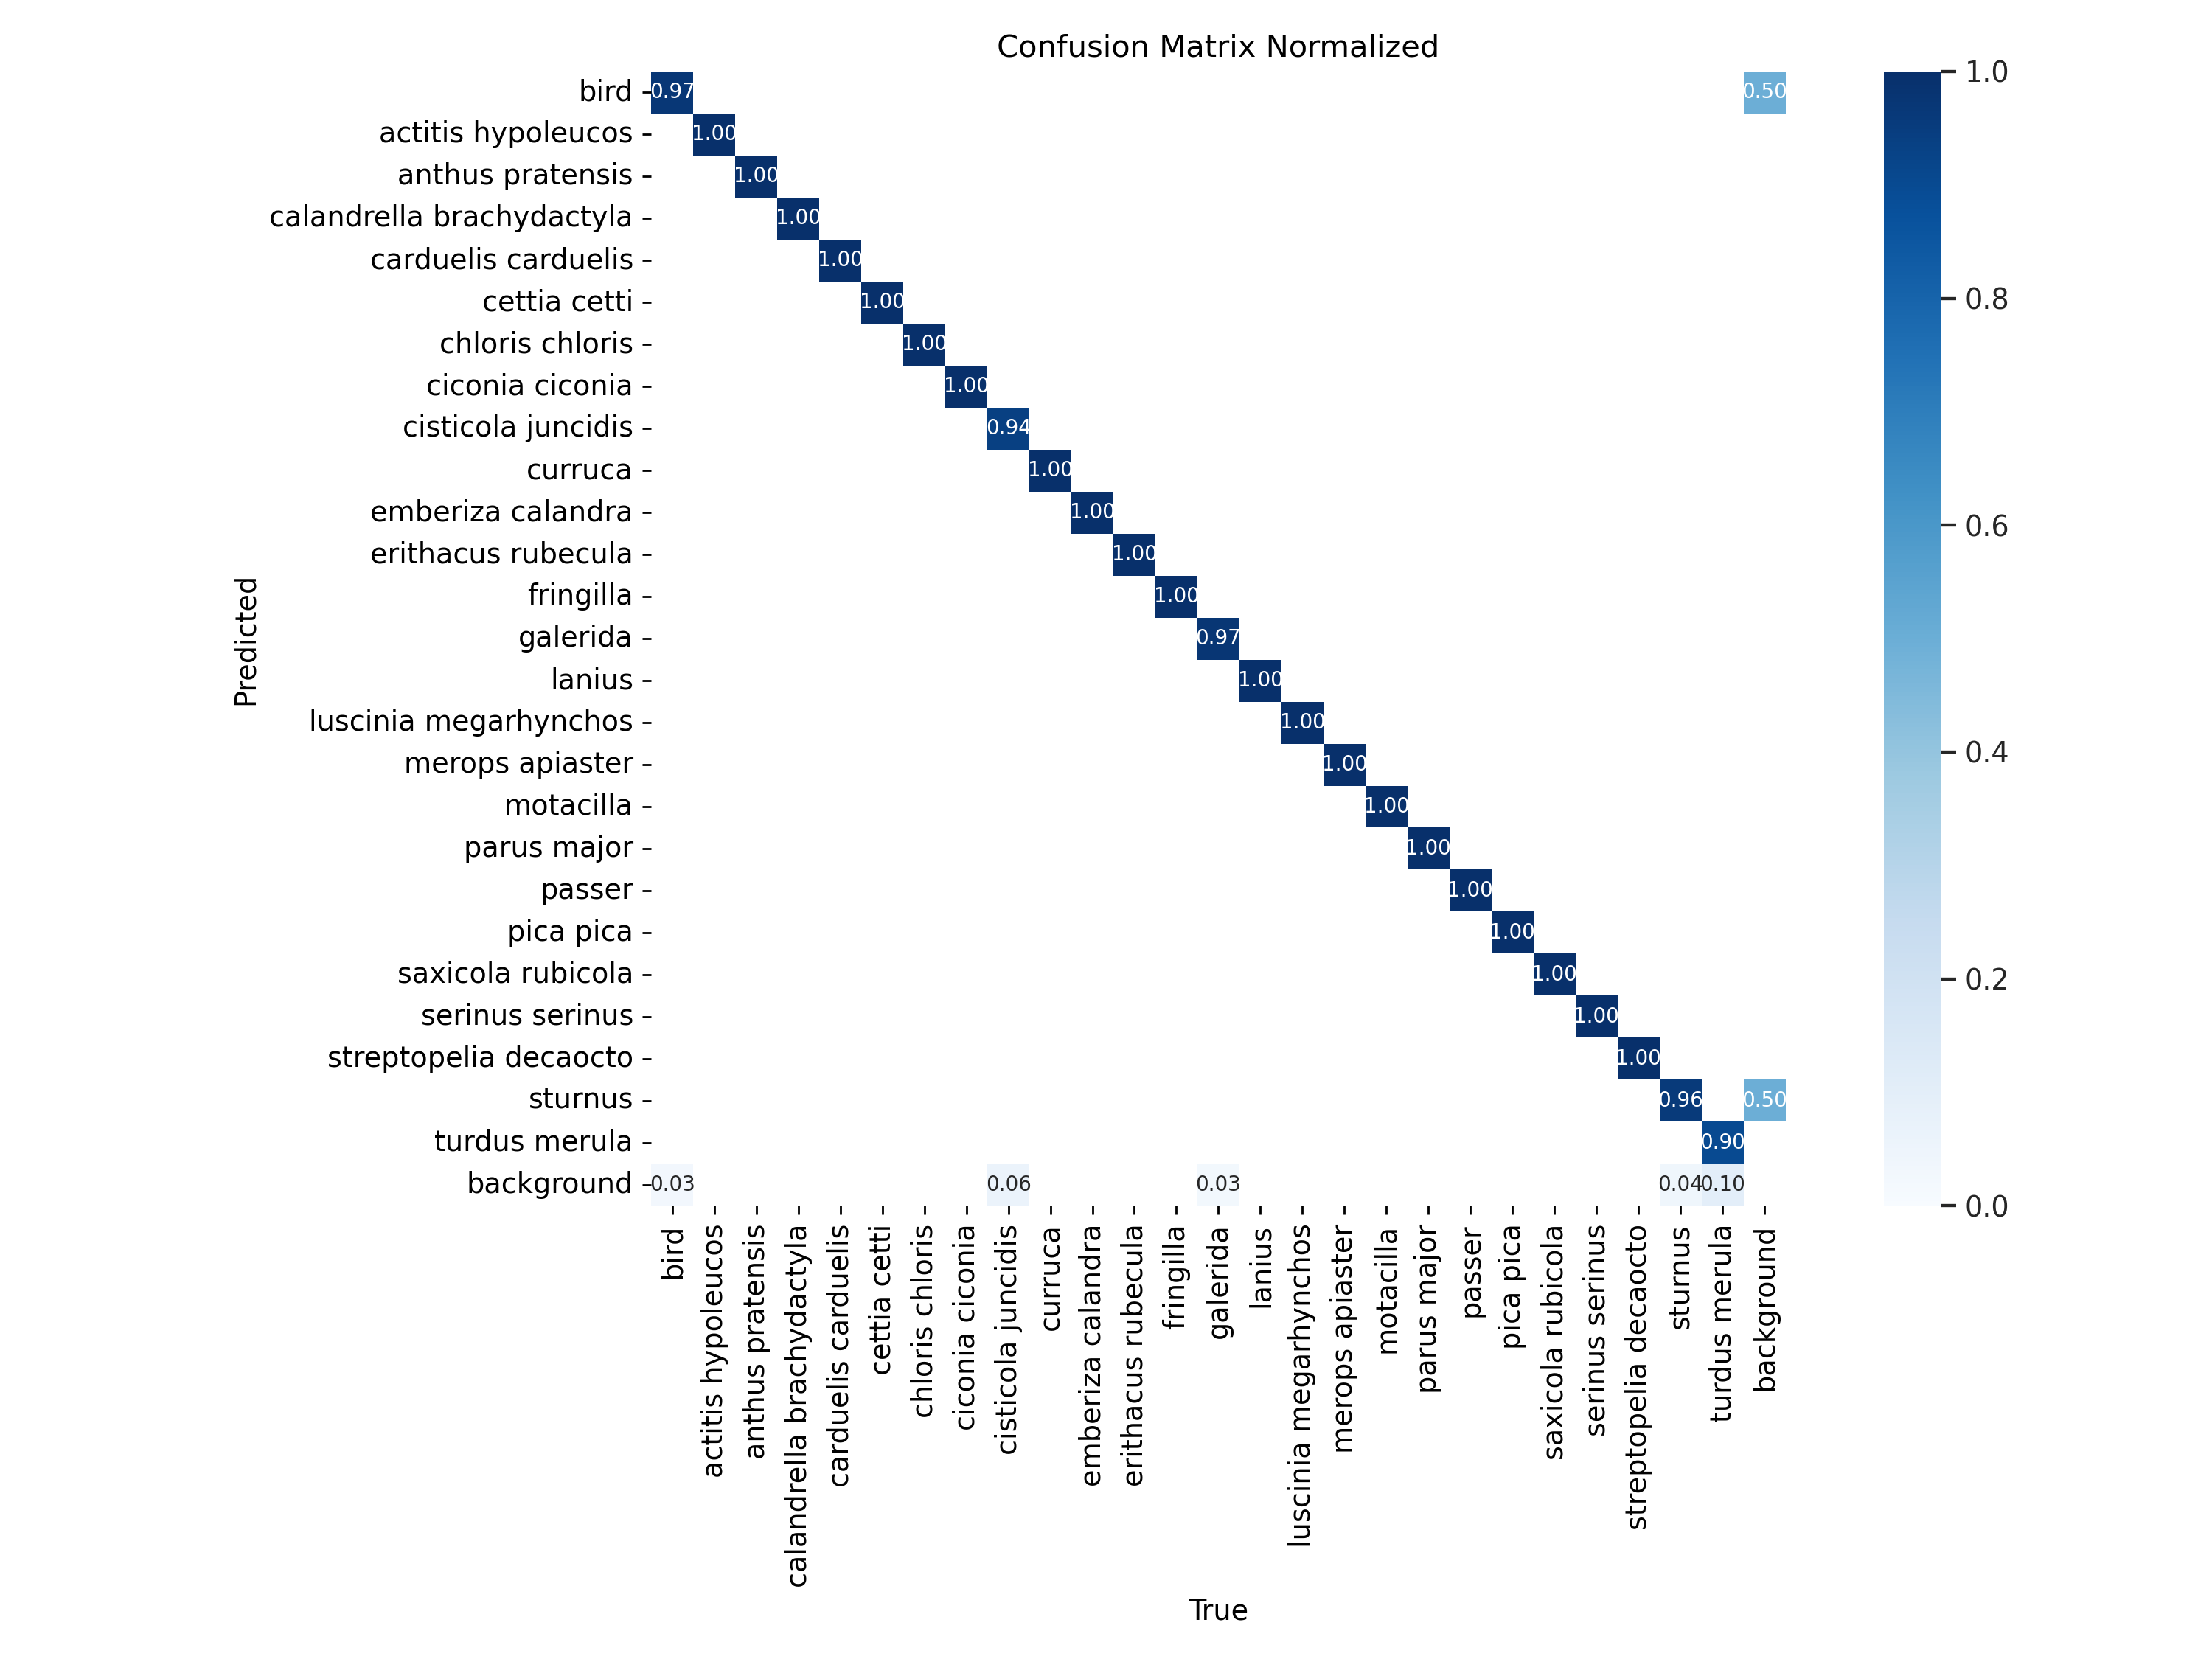 Confusion Matrix Normalized
bird 0.97 0.50
actitis hypoleucos 1.00
anthus pratensis 1.00
calandrella brachydactyla 1.00
carduelis carduelis 1.00
cettia cetti 1.00
chloris chloris 1.00
ciconia ciconia 1.00
cisticola juncidis 0.94
curruca 1.00
emberiza calandra 1.00
erithacus rubecula 1.00
fringilla 1.00
galerida 0.97
lanius 1.00
luscinia megarhynchos 1.00
merops apiaster 1.00
motacilla 1.00
parus major 1.00
passer 1.00
pica pica 1.00
saxicola rubicola 1.00
serinus serinus 1.00
streptopelia decaocto 1.00
sturnus 0.96 0.50
turdus merula 0.90
background 0.03 0.06 0.03 0.04 0.10
Predicted
bird
actitis hypoleucos
anthus pratensis
calandrella brachydactyla
carduelis carduelis
cettia cetti
chloris chloris
ciconia ciconia
cisticola juncidis
curruca
emberiza calandra
erithacus rubecula
fringilla
galerida
lanius
luscinia megarhynchos
merops apiaster
motacilla
parus major
passer
pica pica
saxicola rubicola
serinus serinus
streptopelia decaocto
sturnus
turdus merula
background
True
1.0
0.8
0.6
0.4
0.2
0.0